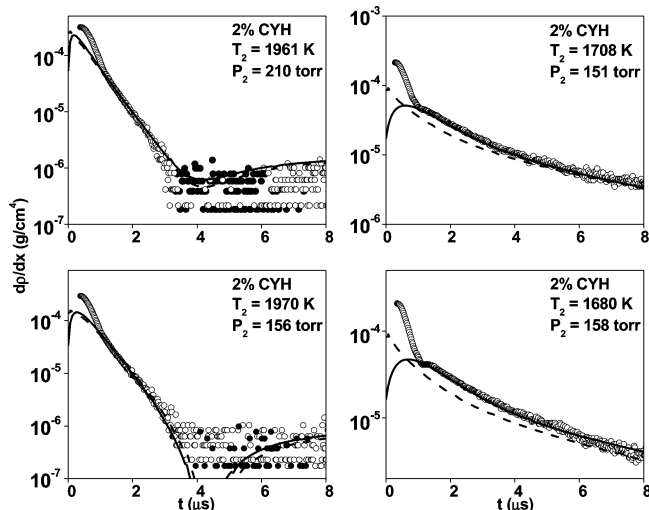 2% CYH
T₂ = 1961 K
P₂ = 210 torr
10⁻⁴
10⁻⁵
10⁻⁶
10⁻⁷
0 2 4 6 8
t (μs)
2% CYH
T₂ = 1708 K
P₂ = 151 torr
10⁻³
10⁻⁴
10⁻⁵
10⁻⁶
0 2 4 6 8
dρ/dx (g/cm⁴)
2% CYH
T₂ = 1970 K
P₂ = 156 torr
10⁻⁴
10⁻⁵
10⁻⁶
10⁻⁷
0 2 4 6 8
t (μs)
2% CYH
T₂ = 1680 K
P₂ = 158 torr
10⁻⁴
10⁻⁵
0 2 4 6 8
t (μs)